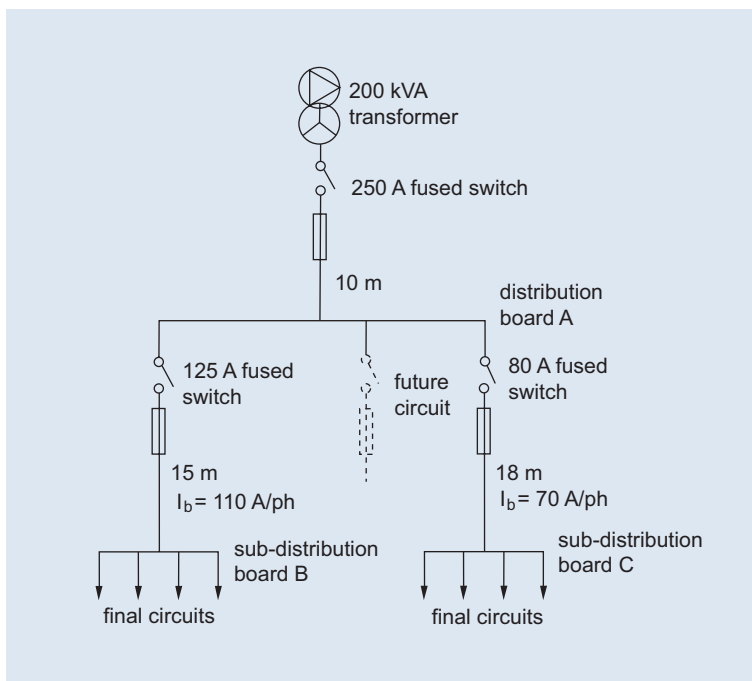 200 kVA
transformer
250 A fused switch
10 m
distribution
board A
125 A fused
switch
future
circuit
80 A fused
switch
15 m
I_b = 110 A/ph
18 m
I_b = 70 A/ph
sub-distribution
board B
sub-distribution
board C
final circuits
final circuits